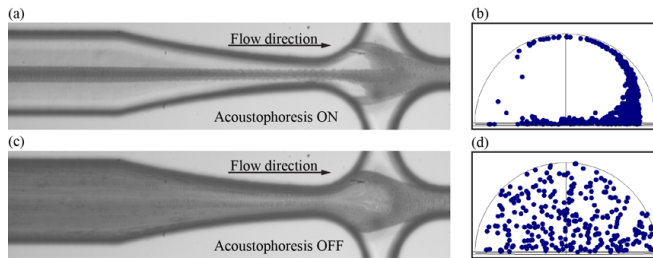 (a)
Flow direction
Acoustophoresis ON
(b)
(c)
Flow direction
Acoustophoresis OFF
(d)